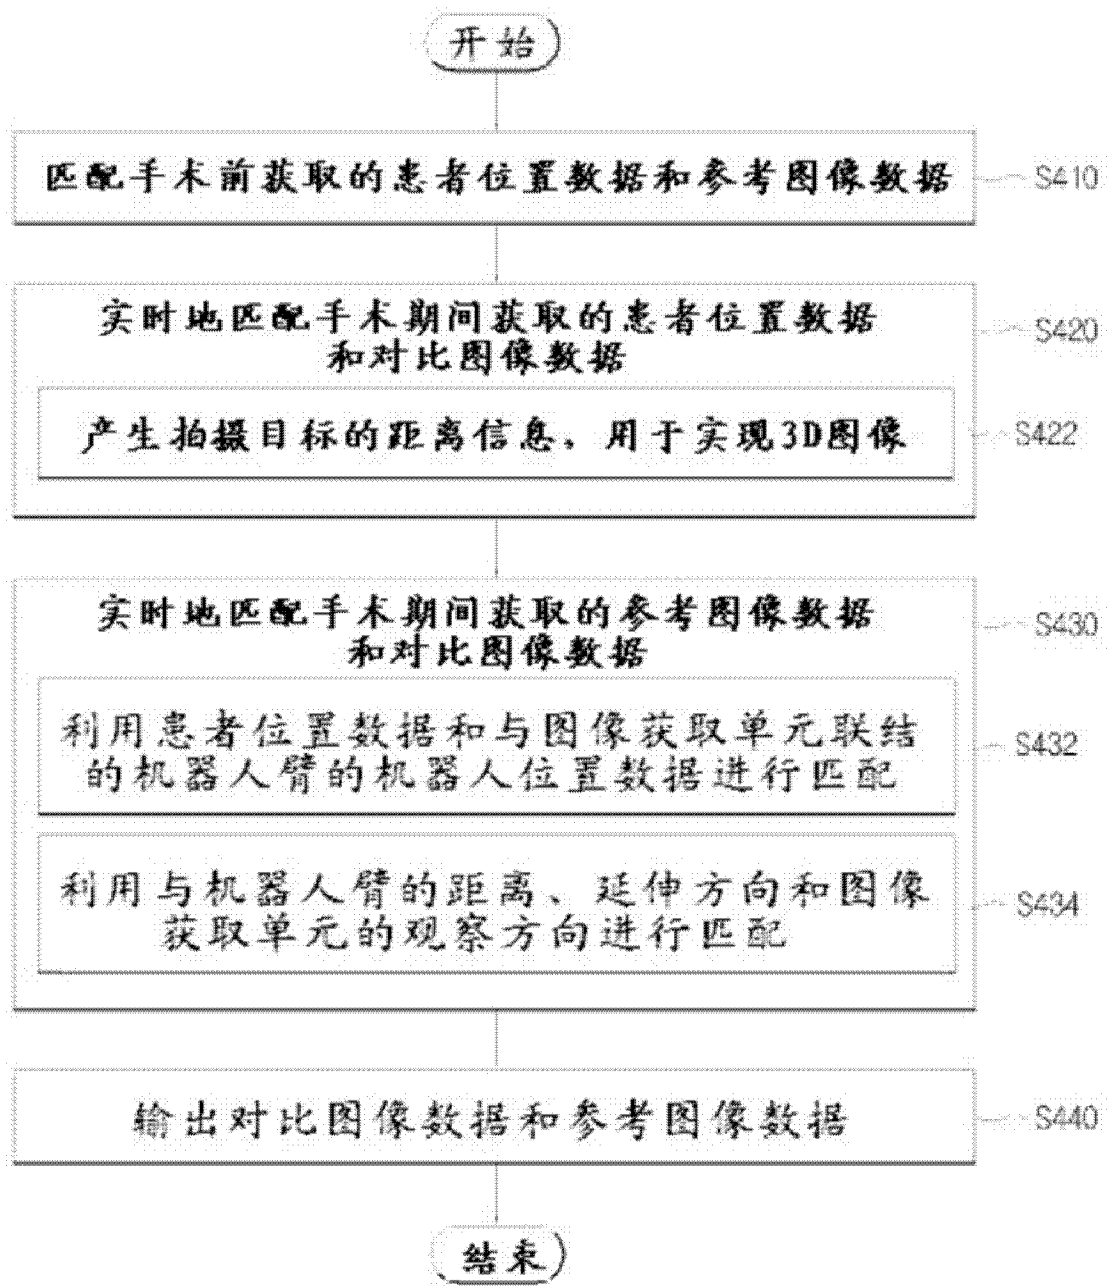 开始
匹配手术前获取的患者位置数据和参考图像数据
S410
实时地匹配手术期间获取的患者位置数据
和对比图像数据
S420
产生拍摄目标的距离信息、用于实现3D图像
S422
实时地匹配手术期间获取的参考图像数据
和对比图像数据
S430
利用患者位置数据和与图像获取单元联结
的机器人臂的机器人位置数据进行匹配
S432
利用与机器人臂的距离、延伸方向和图像
获取单元的观察方向进行匹配
S434
输出对比图像数据和参考图像数据
S440
结束